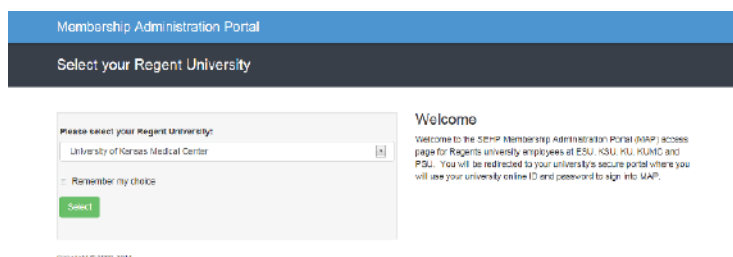 Membership Administration Portal
Select your Regent University
Please select your Regent University:
University of Kansas Medical Center
Remember my choice
Select
Welcome
Welcome to the SEHP Membership Administration Portal (MAP) access
page for Regents university employees at ESU, KSU, KU, KUMC and
PSU. You will be redirected to your university's secure portal where you
will use your university online ID and password to sign into MAP.